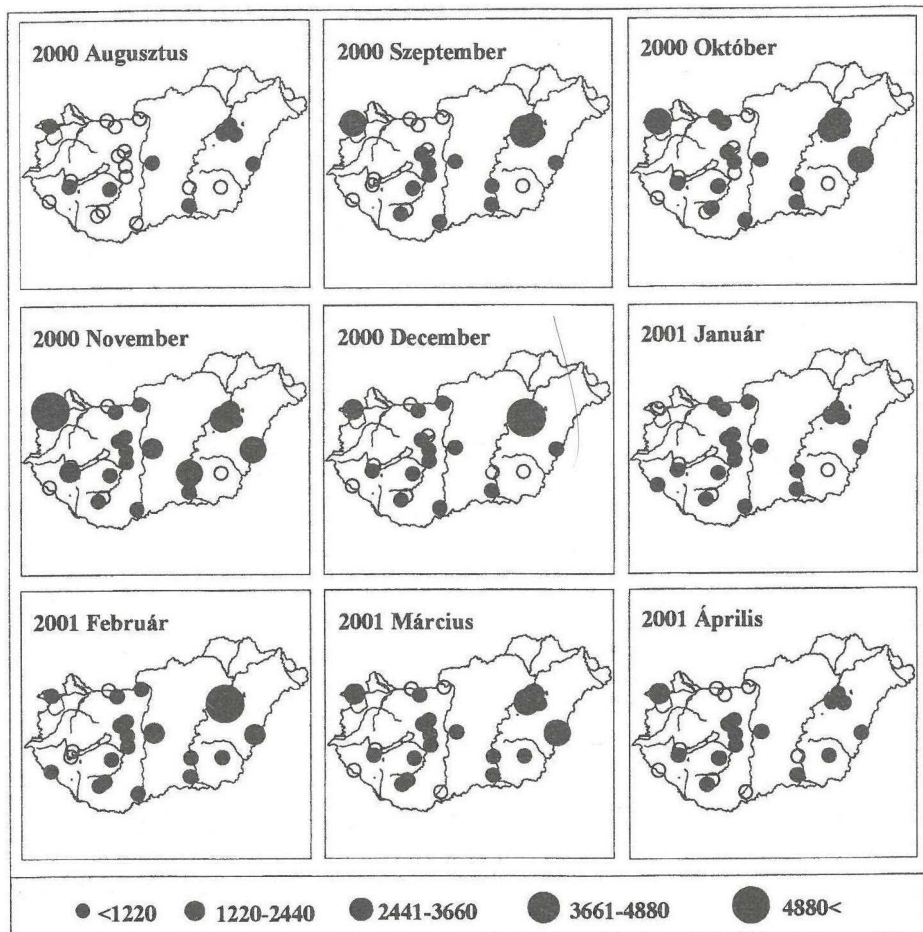 2000 Augusztus
2000 Szeptember
2000 Október
2000 November
2000 December
2001 Január
2001 Február
2001 Március
2001 Április
<1220 1220-2440 2441-3660 3661-4880 4880<